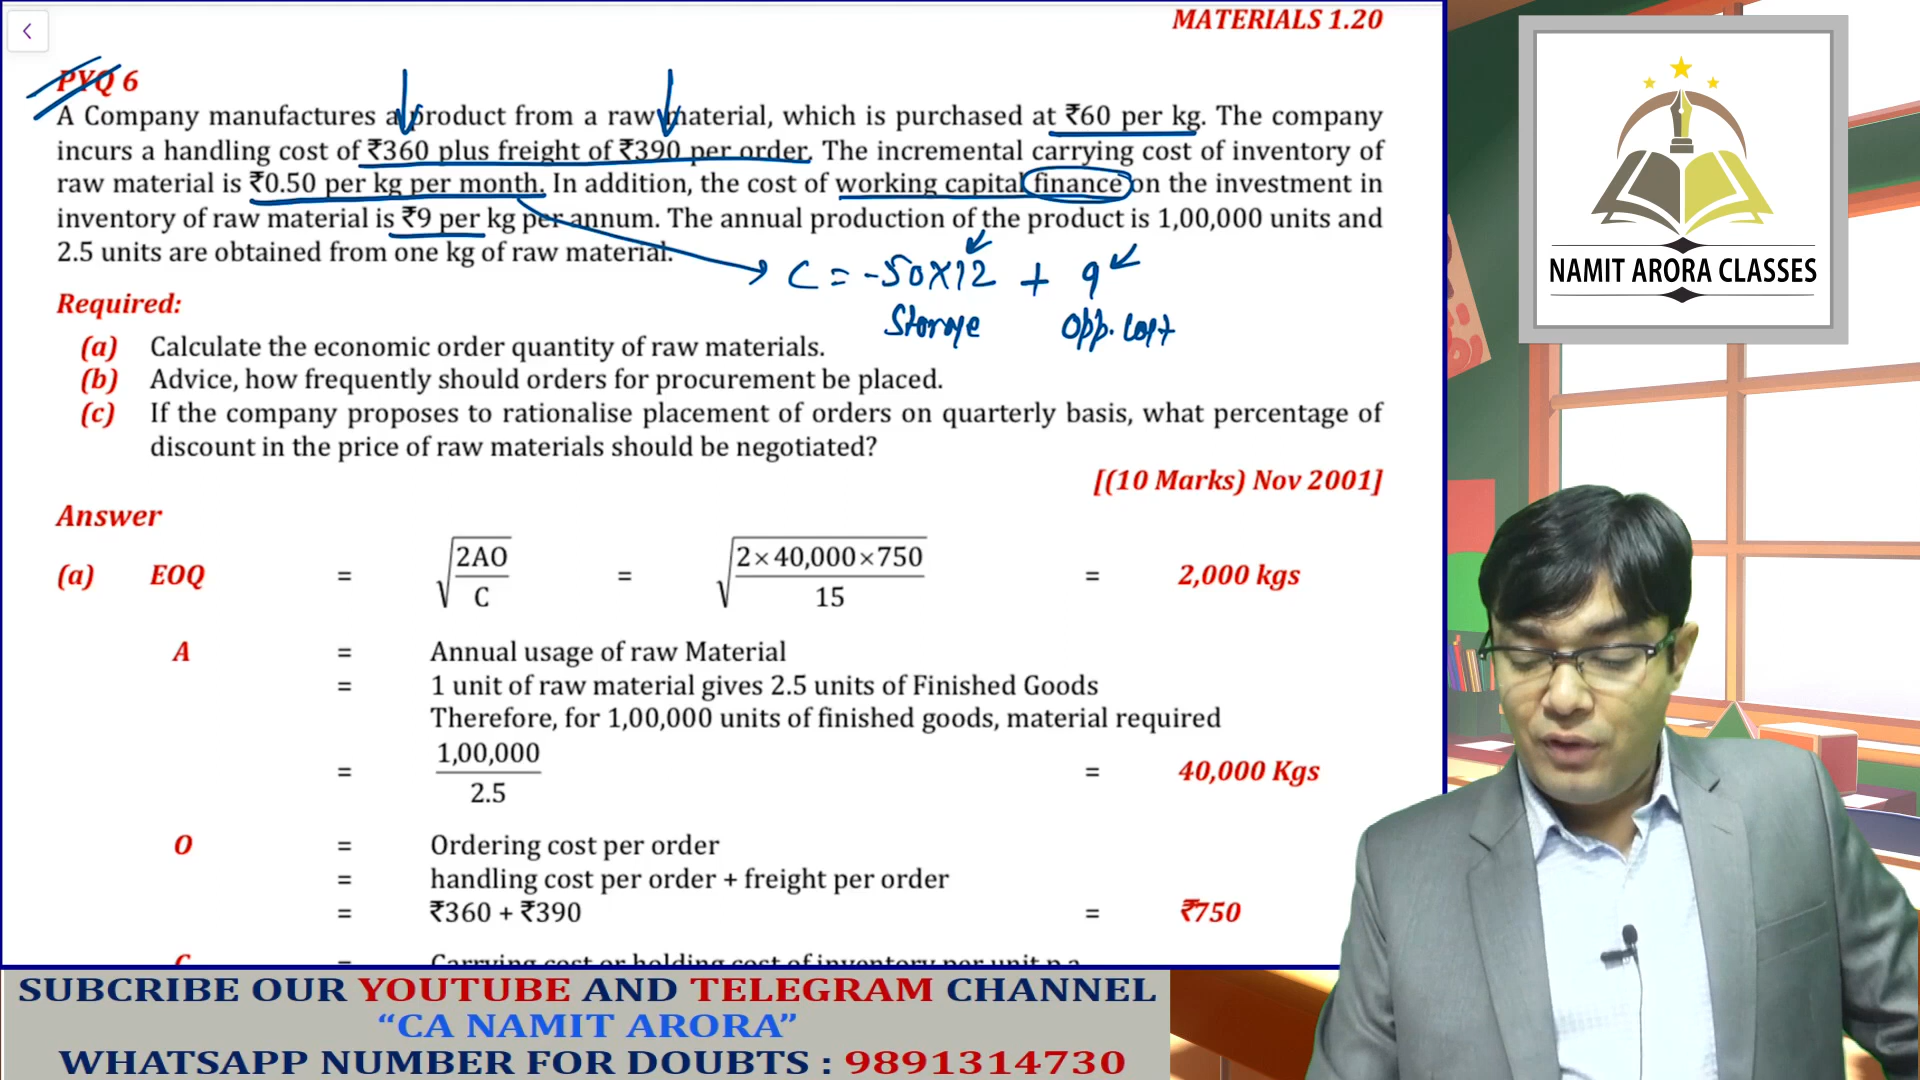 MATERIALS 1.20
PYQ 6
A Company manufactures a product from a raw material, which is purchased at ₹60 per kg. The company
incurs a handling cost of ₹360 plus freight of ₹390 per order. The incremental carrying cost of inventory of
raw material is ₹0.50 per kg per month. In addition, the cost of working capital finance on the investment in
inventory of raw material is ₹9 per kg per annum. The annual production of the product is 1,00,000 units and
2.5 units are obtained from one kg of raw material.
C = -50X12 + 9
Storage Opp. Cost
Required:
(a) Calculate the economic order quantity of raw materials.
(b) Advice, how frequently should orders for procurement be placed.
(c) If the company proposes to rationalise placement of orders on quarterly basis, what percentage of
discount in the price of raw materials should be negotiated?
[(10 Marks) Nov 2001]
Answer
(a) EOQ = √2AO/C = √2×40,000×750/15 = 2,000 kgs
A = Annual usage of raw Material
= 1 unit of raw material gives 2.5 units of Finished Goods
Therefore, for 1,00,000 units of finished goods, material required
= 1,00,000/2.5 = 40,000 Kgs
O = Ordering cost per order
= handling cost per order + freight per order
= ₹360 + ₹390 = ₹750
C = Carrying cost or holding cost of inventory per unit p.a.
NAMIT ARORA CLASSES
SUBCRIBE OUR YOUTUBE AND TELEGRAM CHANNEL
“CA NAMIT ARORA”
WHATSAPP NUMBER FOR DOUBTS : 9891314730